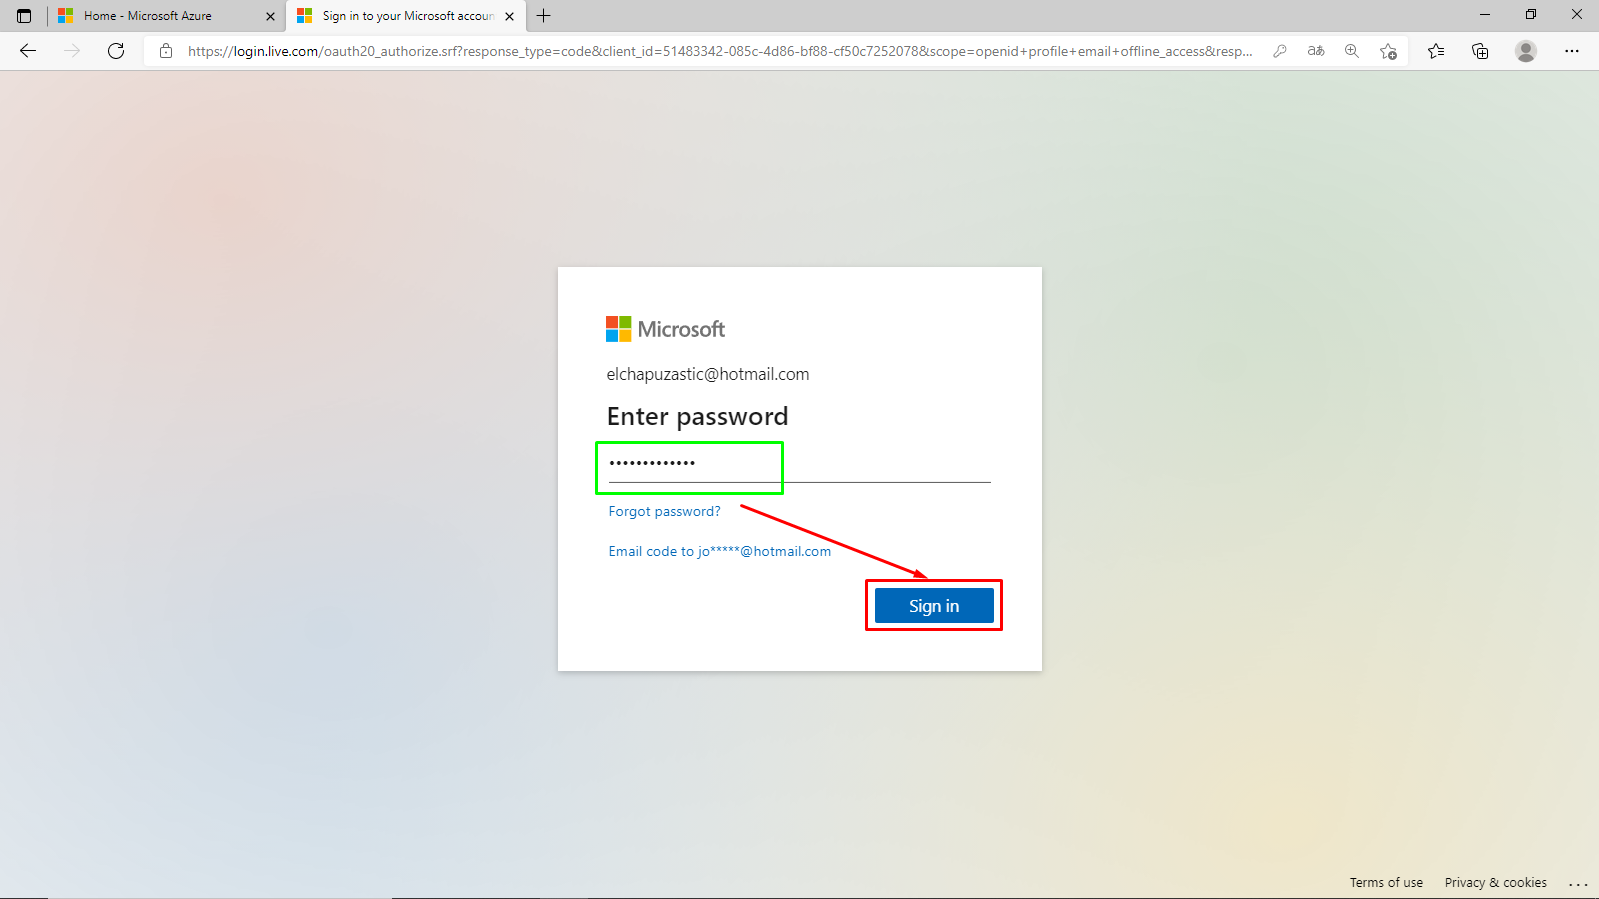 Home - Microsoft Azure
Sign in to your Microsoft accoun
https://login.live.com/oauth20_authorize.srf?response_type=code&client_id=51483342-085c-4d86-bf88-cf50c7252078&scope=openid+profile+email+offline_access&resp...
aあ
Microsoft
elchapuzastic@hotmail.com
Enter password
•••••••••••••
Forgot password?
Email code to jo*****@hotmail.com
Sign in
Terms of use
Privacy & cookies